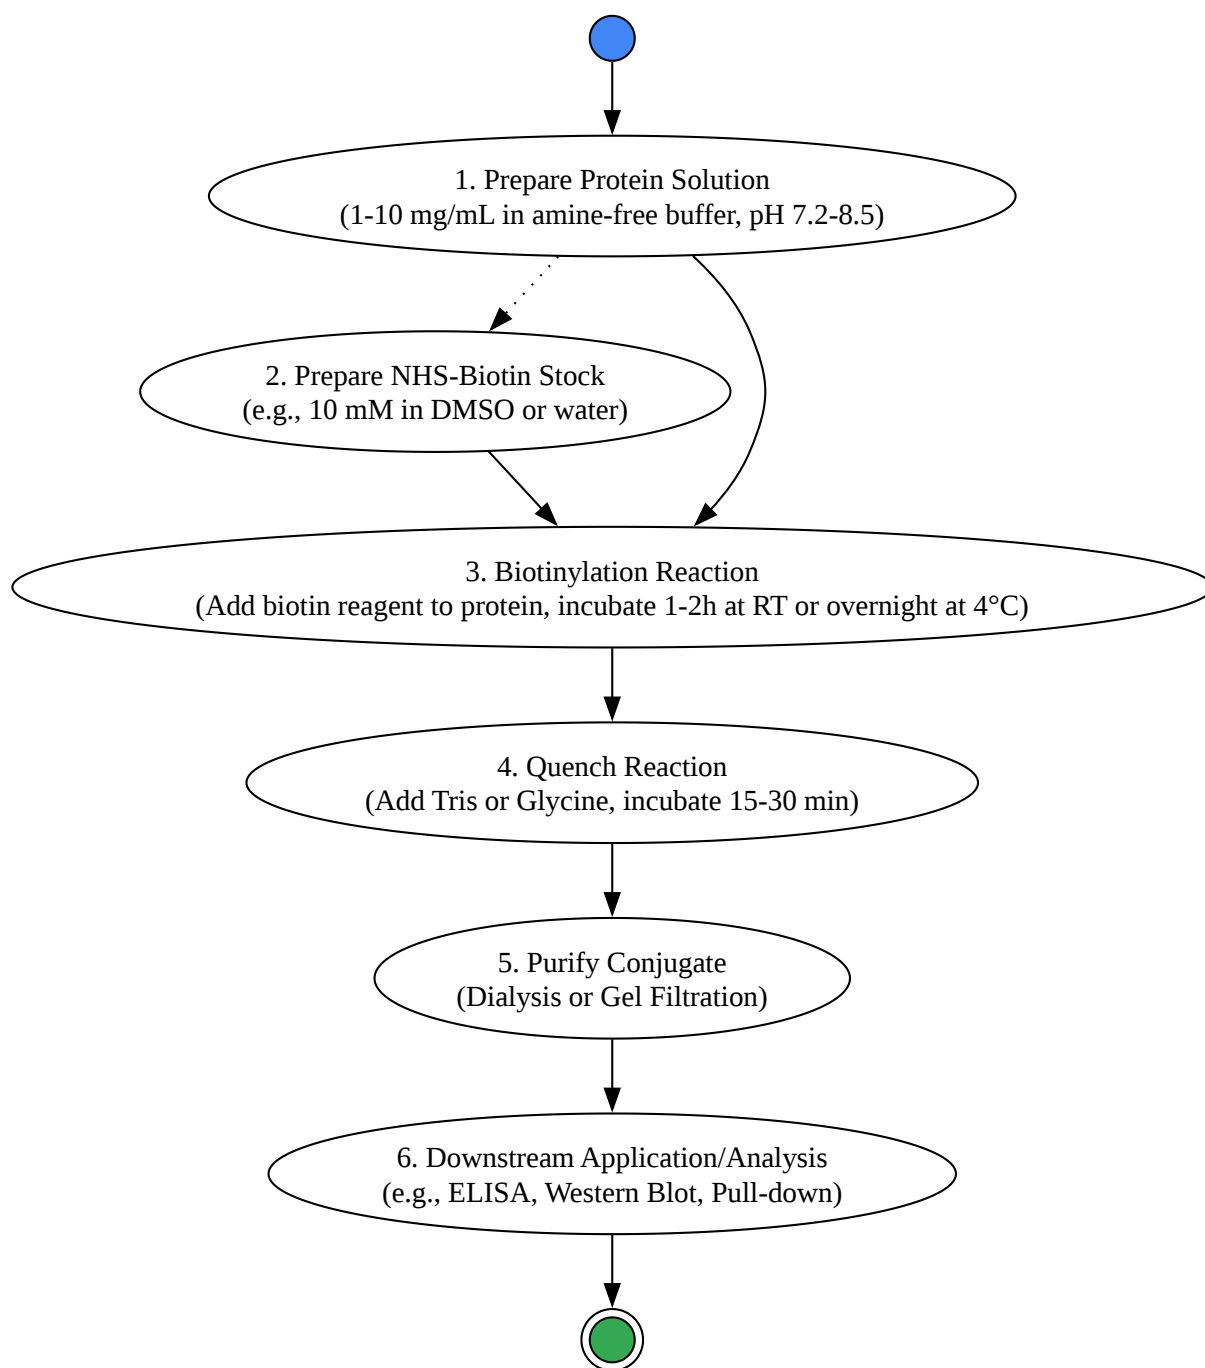 1. Prepare Protein Solution
(1-10 mg/mL in amine-free buffer, pH 7.2-8.5)
2. Prepare NHS-Biotin Stock
(e.g., 10 mM in DMSO or water)
3. Biotinylation Reaction
(Add biotin reagent to protein, incubate 1-2h at RT or overnight at 4°C)
4. Quench Reaction
(Add Tris or Glycine, incubate 15-30 min)
5. Purify Conjugate
(Dialysis or Gel Filtration)
6. Downstream Application/Analysis
(e.g., ELISA, Western Blot, Pull-down)